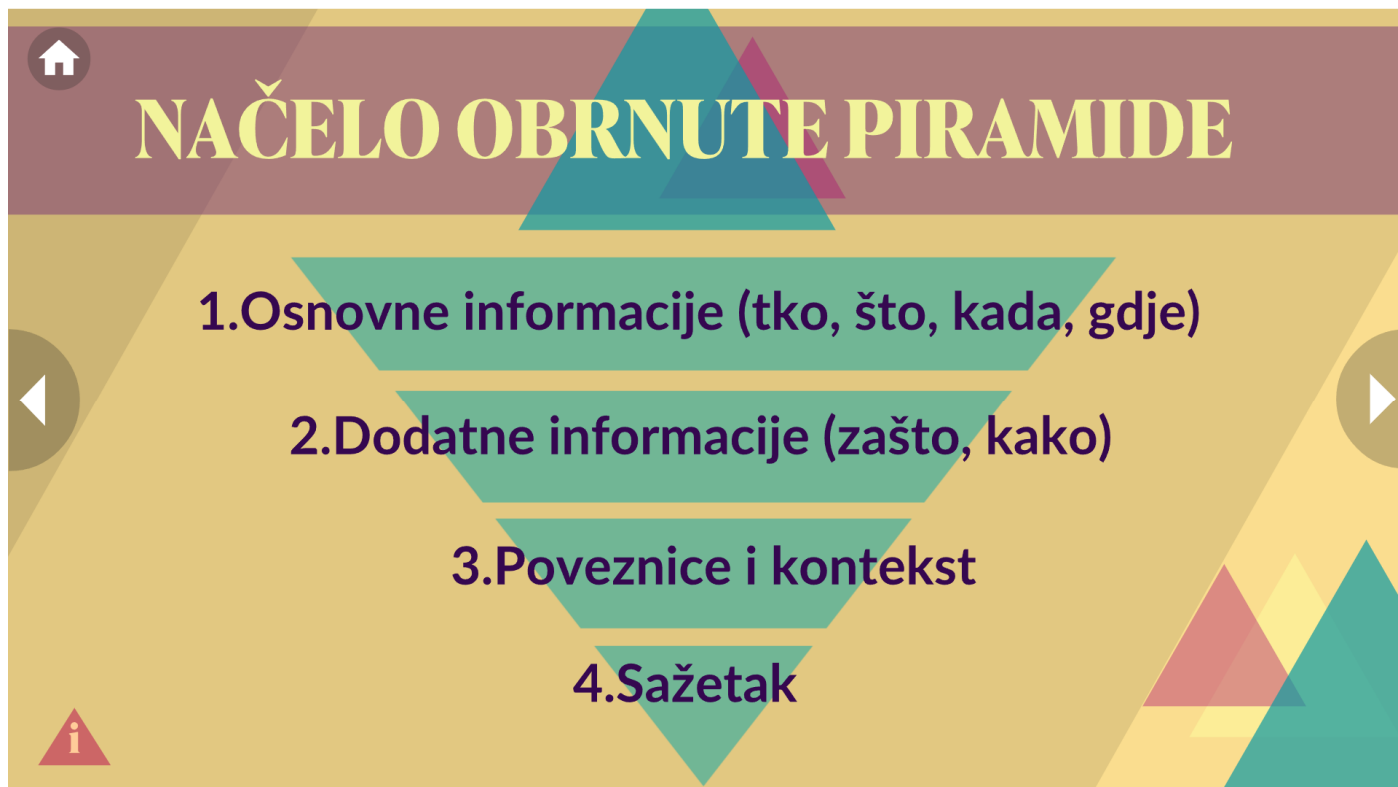 NAČELO OBRNUTE PIRAMIDE
1.Osnovne informacije (tko, što, kada, gdje)
2.Dodatne informacije (zašto, kako)
3.Poveznice i kontekst
4.Sažetak
i